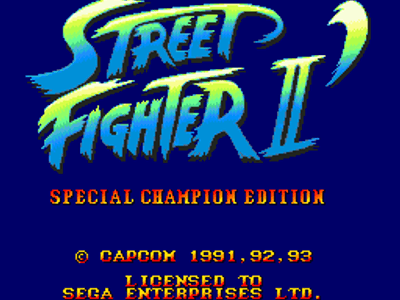 STREET
FIGHTER II'
SPECIAL CHAMPION EDITION
© CAPCOM 1991,92,93
LICENSED TO
SEGA ENTERPRISES LTD.